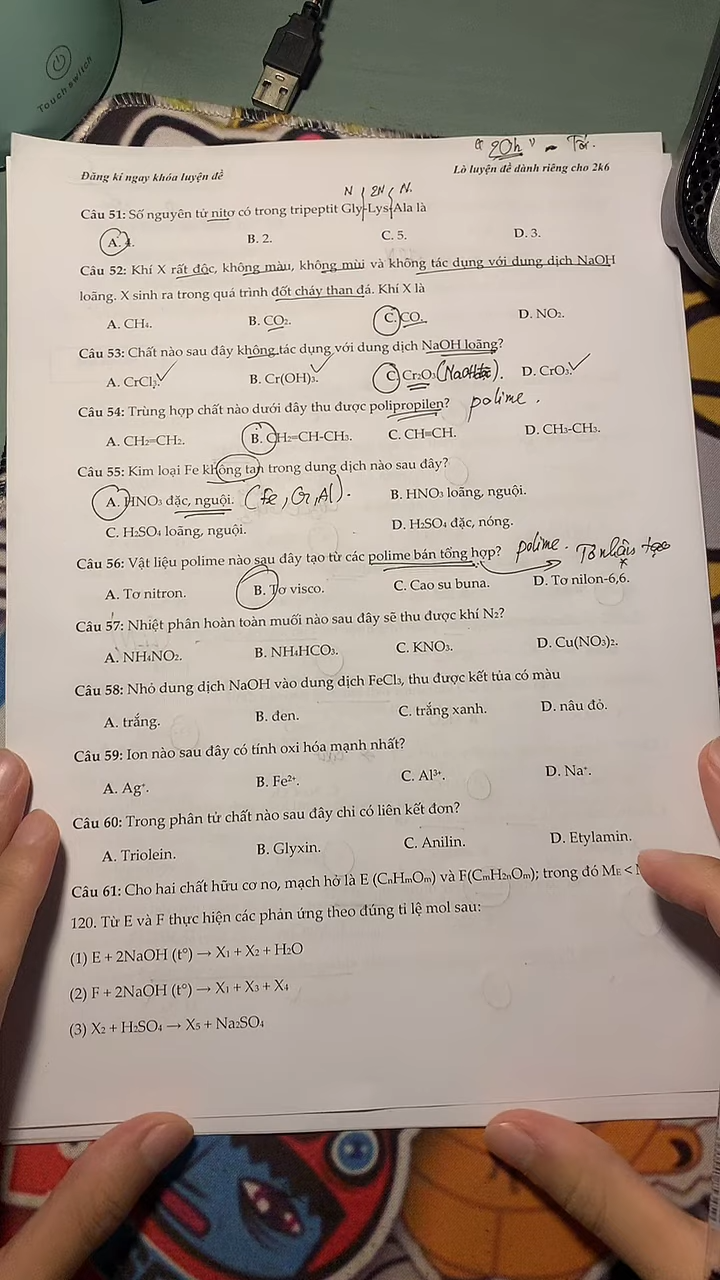 Touch switch
" 20h " - Tối.
Đăng kí ngay khóa luyện đề
Lò luyện đề dành riêng cho 2k6
N 2N N.
Câu 51: Số nguyên tử nitơ có trong tripeptit Gly-Lys-Ala là
A. 4. B. 2. C. 5. D. 3.
Câu 52: Khí X rất độc, không màu, không mùi và không tác dụng với dung dịch NaOH
loãng. X sinh ra trong quá trình đốt cháy than đá. Khí X là
A. CH₄. B. CO₂. C. CO. D. NO₂.
Câu 53: Chất nào sau đây không tác dụng với dung dịch NaOH loãng?
A. CrCl₃. B. Cr(OH)₃. C. Cr₂O₃ (NaOH đặc). D. CrO₃.
Câu 54: Trùng hợp chất nào dưới đây thu được polipropilen? polime.
A. CH₂=CH₂. B. CH₂=CH-CH₃. C. CH≡CH. D. CH₃-CH₃.
Câu 55: Kim loại Fe không tan trong dung dịch nào sau đây?
A. HNO₃ đặc, nguội. (Fe, Cr, Al). B. HNO₃ loãng, nguội.
C. H₂SO₄ loãng, nguội. D. H₂SO₄ đặc, nóng.
Câu 56: Vật liệu polime nào sau đây tạo từ các polime bán tổng hợp? polime. Tơ nhân tạo
A. Tơ nitron. B. Tơ visco. C. Cao su buna. D. Tơ nilon-6,6.
Câu 57: Nhiệt phân hoàn toàn muối nào sau đây sẽ thu được khí N₂?
A. NH₄NO₂. B. NH₄HCO₃. C. KNO₃. D. Cu(NO₃)₂.
Câu 58: Nhỏ dung dịch NaOH vào dung dịch FeCl₃, thu được kết tủa có màu
A. trắng. B. đen. C. trắng xanh. D. nâu đỏ.
Câu 59: Ion nào sau đây có tính oxi hóa mạnh nhất?
A. Ag⁺. B. Fe²⁺. C. Al³⁺. D. Na⁺.
Câu 60: Trong phân tử chất nào sau đây chỉ có liên kết đơn?
A. Triolein. B. Glyxin. C. Anilin. D. Etylamin.
Câu 61: Cho hai chất hữu cơ no, mạch hở là E (CₙHₘOₘ) và F(CₘH₂ₙOₘ); trong đó Mᴇ <
120. Từ E và F thực hiện các phản ứng theo đúng tỉ lệ mol sau:
(1) E + 2NaOH (t°) → X₁ + X₂ + H₂O
(2) F + 2NaOH (t°) → X₁ + X₃ + X₄
(3) X₂ + H₂SO₄ → X₅ + Na₂SO₄